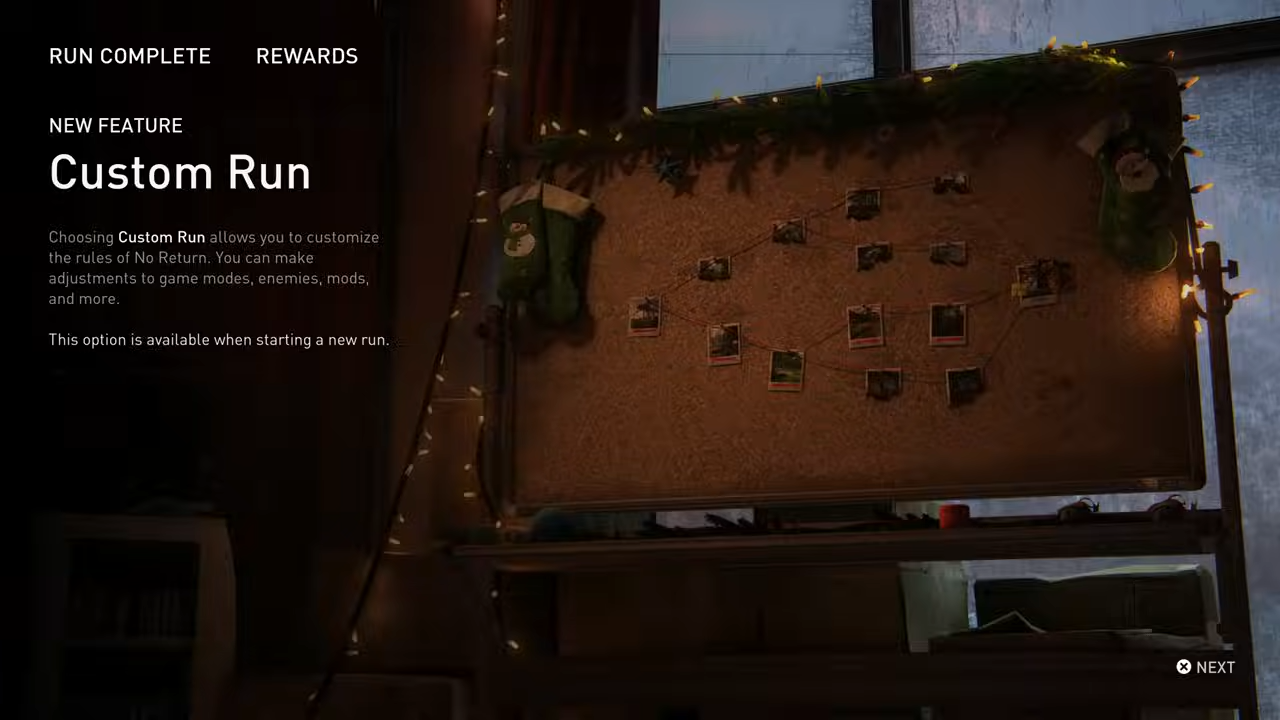 RUN COMPLETE REWARDS
NEW FEATURE
Custom Run
Choosing Custom Run allows you to customize
the rules of No Return. You can make
adjustments to game modes, enemies, mods,
and more.
This option is available when starting a new run.
NEXT